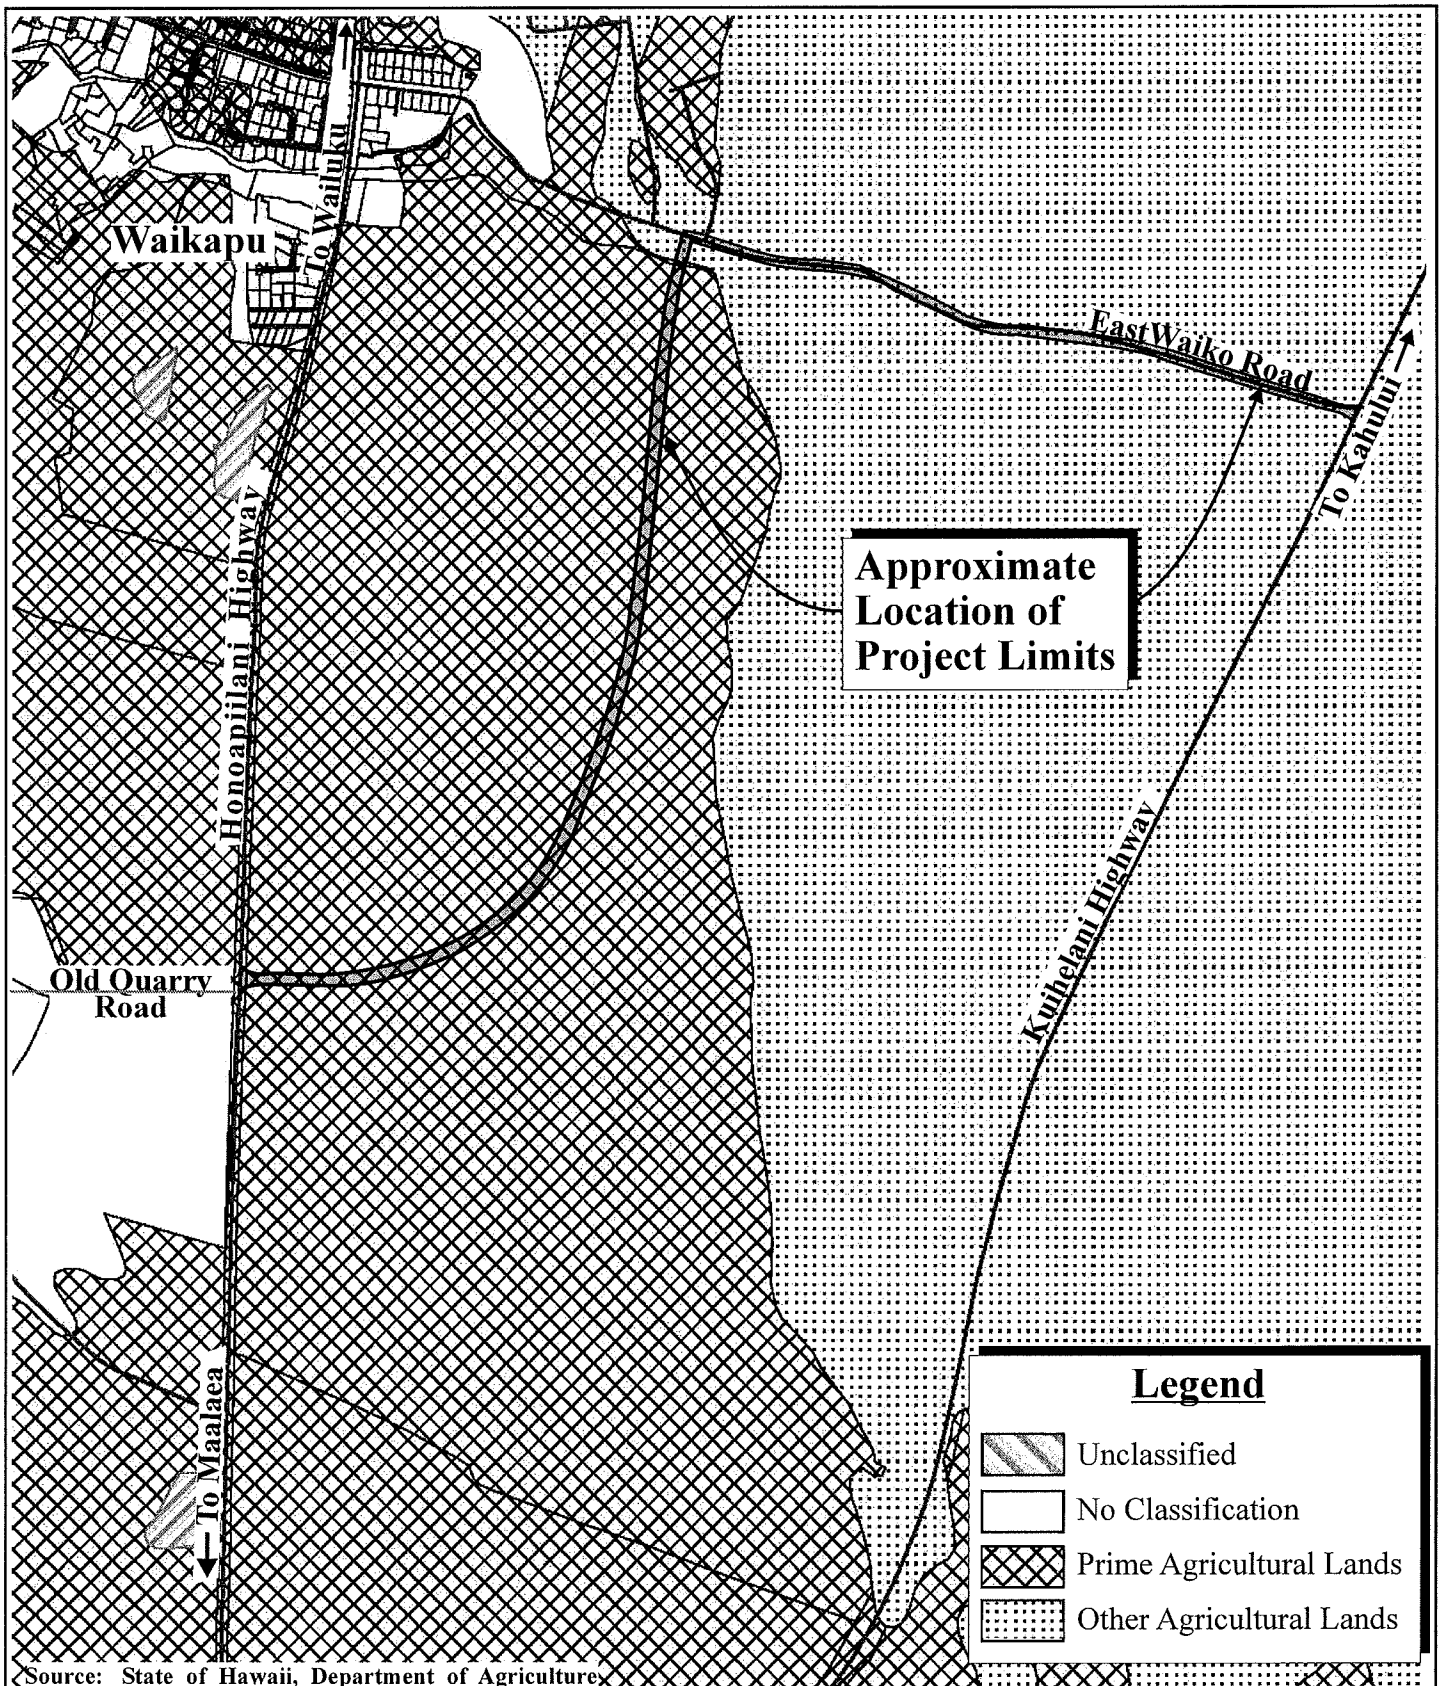 To Wailuku
Waikapu
East Waiko Road
To Kahului
Approximate
Location of
Project Limits
Honoapiilani Highway
Kuihelani Highway
Old Quarry
Road
To Maalaea
Legend
Unclassified
No Classification
Prime Agricultural Lands
Other Agricultural Lands
Source: State of Hawaii, Department of Agriculture